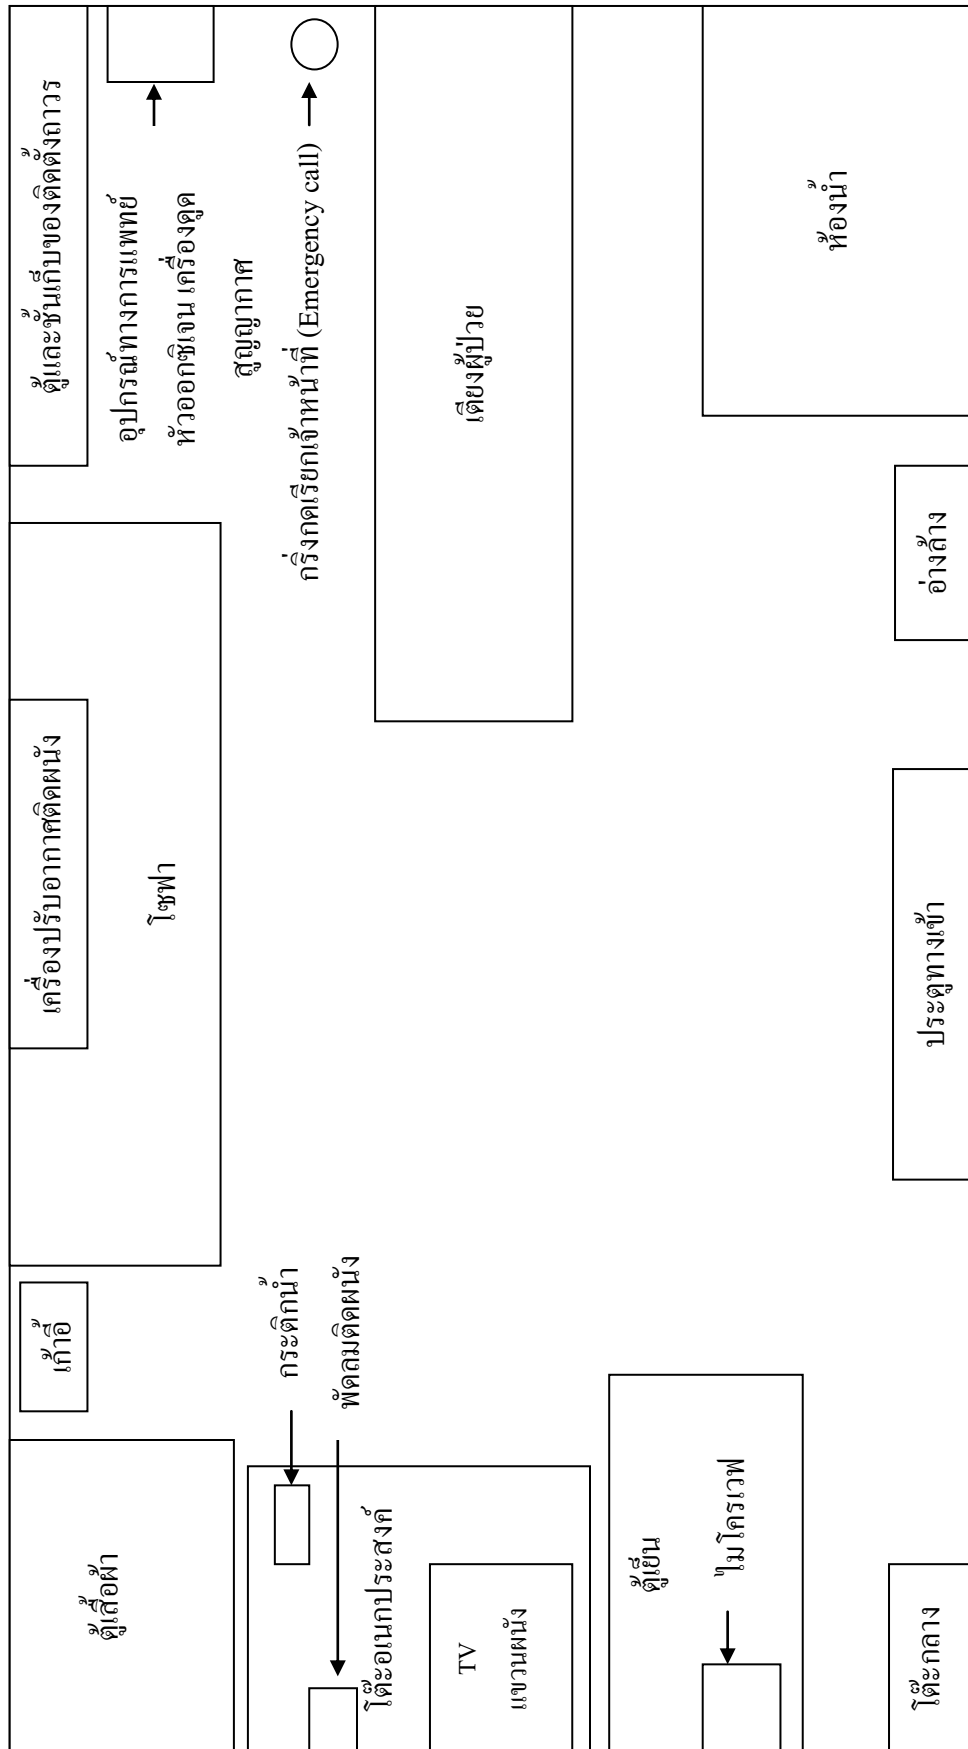 ตู้เสื้อผ้า
เก้าอี้
เครื่องปรับอากาศติดผนัง
โซฟา
ตู้และชั้นเก็บของติดตั้งถาวร
อุปกรณ์ทางการแพทย์
หัวออกซิเจน เครื่องดูด
สูญญากาศ
กริ่งกดเรียกเจ้าหน้าที่ (Emergency call)
กระติกน้ำ
พัดลมติดผนัง
โต๊ะอเนกประสงค์
TV
แขวนผนัง
เตียงผู้ป่วย
ตู้เย็น
ไมโครเวฟ
ห้องน้ำ
โต๊ะกลาง
ประตูทางเข้า
อ่างล้าง